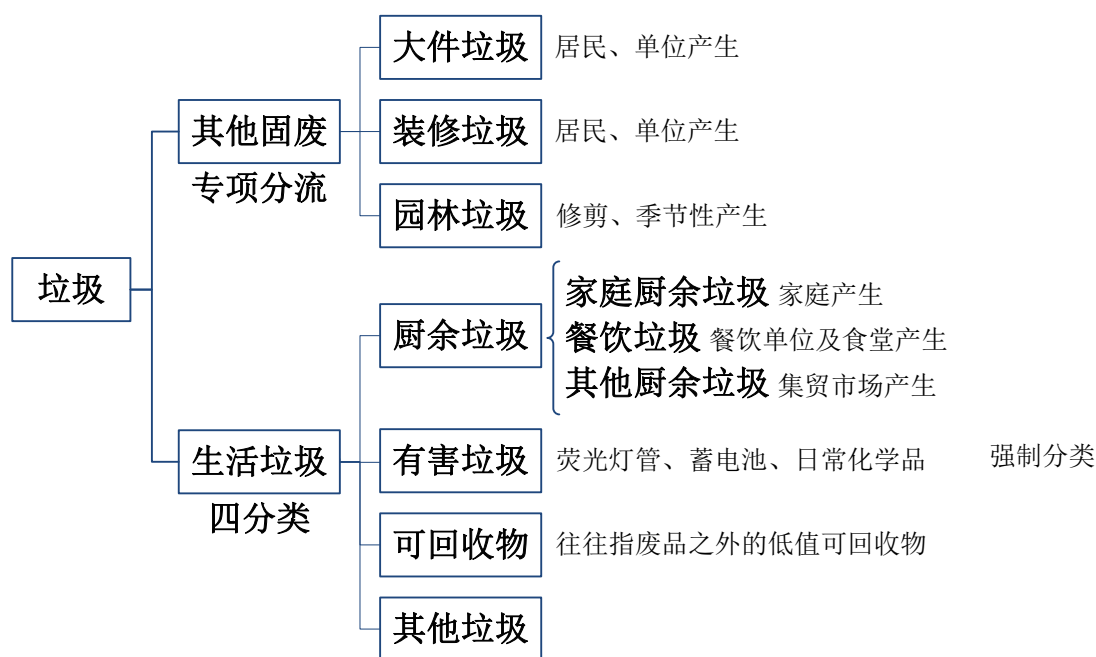 大件垃圾 居民、单位产生
其他固废
装修垃圾 居民、单位产生
专项分流
园林垃圾 修剪、季节性产生
垃圾
厨余垃圾
家庭厨余垃圾 家庭产生
餐饮垃圾 餐饮单位及食堂产生
其他厨余垃圾 集贸市场产生
生活垃圾
四分类
有害垃圾 荧光灯管、蓄电池、日常化学品 强制分类
可回收物 往往指废品之外的低值可回收物
其他垃圾